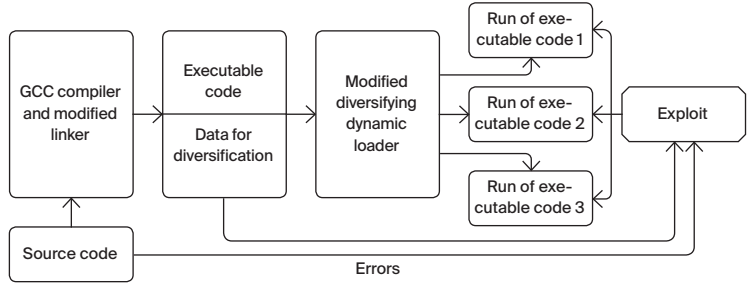 GCC compiler
and modified
linker
Executable
code
Data for
diversification
Modified
diversifying
dynamic
loader
Run of exe-
cutable code 1
Run of exe-
cutable code 2
Run of exe-
cutable code 3
Exploit
Source code
Errors